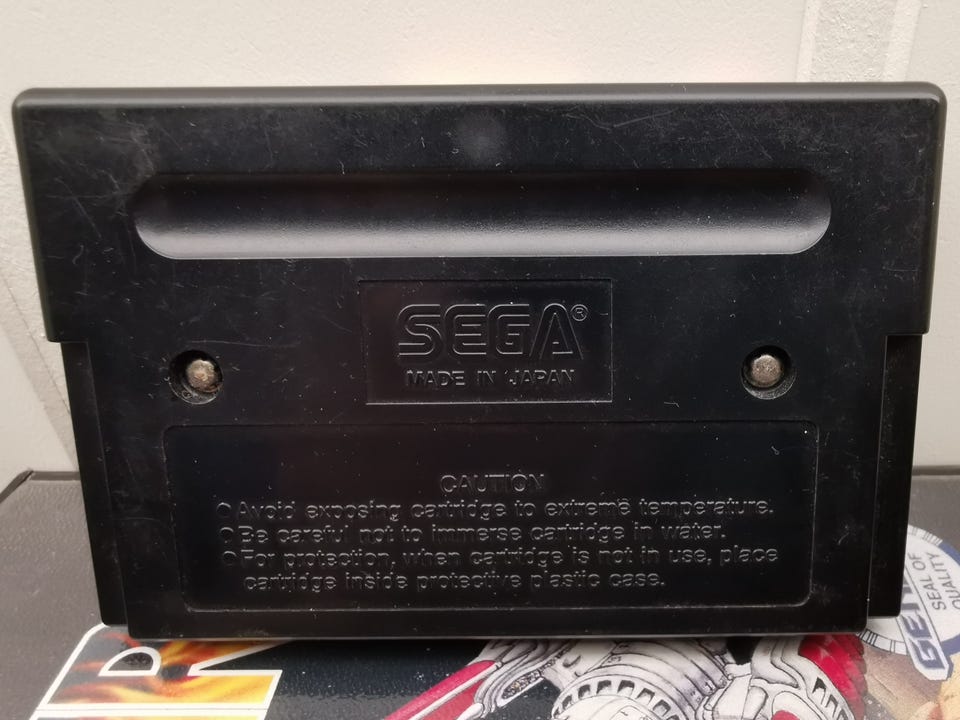 SEGA®
MADE IN JAPAN
CAUTION
● Avoid exposing cartridge to extreme temperature.
● Be careful not to immerse cartridge in water.
● For protection, when cartridge is not in use, place
cartridge inside protective plastic case.
SEAL OF
QUALITY